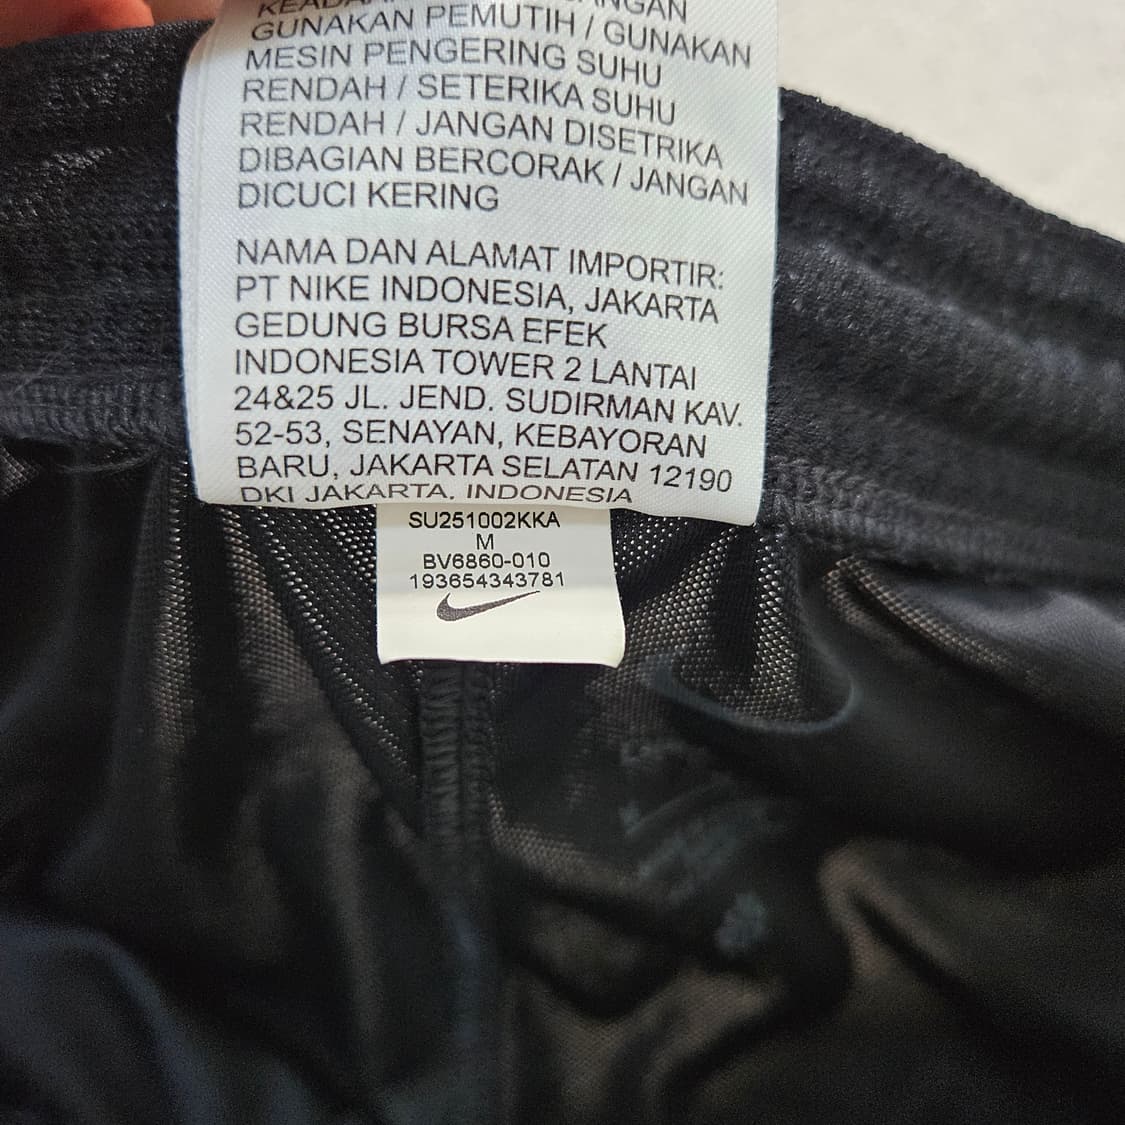 GUNAKAN PEMUTIH / GUNAKAN
MESIN PENGERING SUHU
RENDAH / SETERIKA SUHU
RENDAH / JANGAN DISETRIKA
DIBAGIAN BERCORAK / JANGAN
DICUCI KERING
NAMA DAN ALAMAT IMPORTIR:
PT NIKE INDONESIA, JAKARTA
GEDUNG BURSA EFEK
INDONESIA TOWER 2 LANTAI
24&25 JL. JEND. SUDIRMAN KAV.
52-53, SENAYAN, KEBAYORAN
BARU, JAKARTA SELATAN 12190
DKI JAKARTA. INDONESIA
SU251002KKA
M
BV6860-010
193654343781